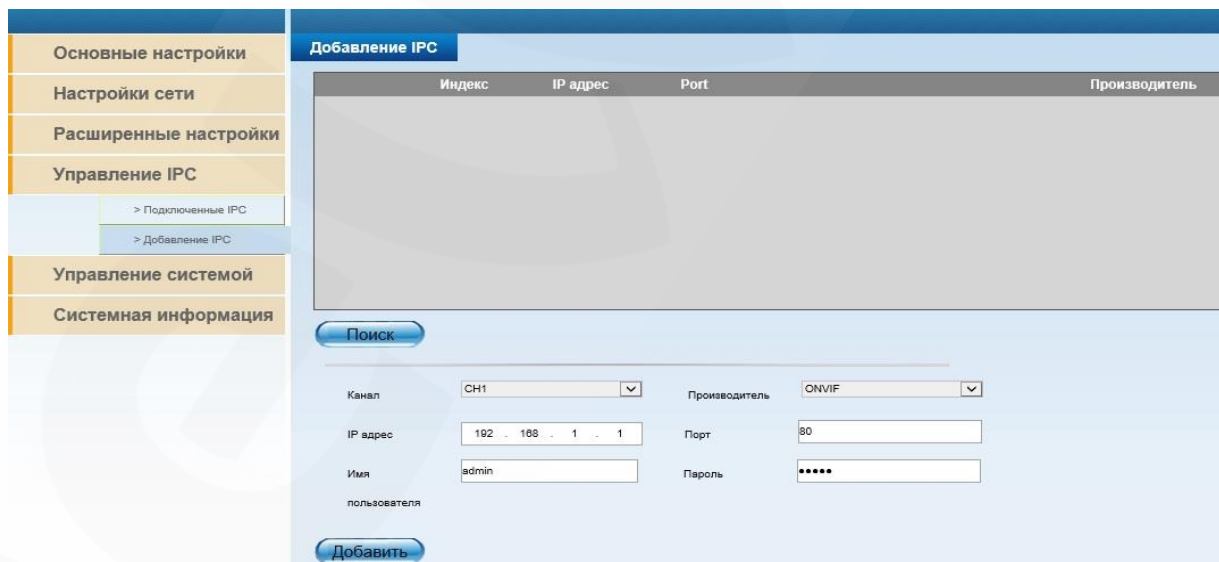 Основные настройки
Настройки сети
Расширенные настройки
Управление IPC
> Подключенные IPC
> Добавление IPC
Управление системой
Системная информация
Добавление IPC
Индекс IP адрес Port Производитель
Поиск
Канал CH1 Производитель ONVIF
IP адрес 192 . 168 . 1 . 1 Порт 80
Имя admin Пароль •••••
пользователя
Добавить